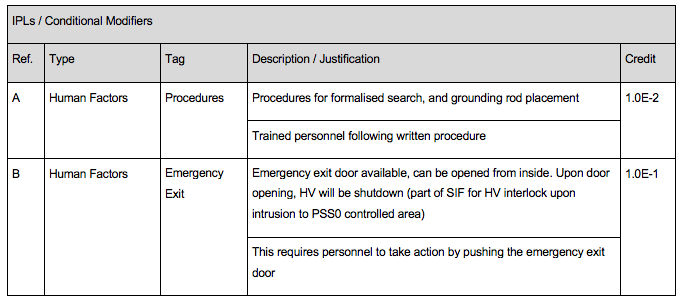 IPLs / Conditional Modifiers
Ref. Type Tag Description / Justification Credit
A Human Factors Procedures Procedures for formalised search, and grounding rod placement 1.0E-2
Trained personnel following written procedure
B Human Factors Emergency Emergency exit door available, can be opened from inside. Upon door 1.0E-1
Exit opening, HV will be shutdown (part of SIF for HV interlock upon
intrusion to PSS0 controlled area)
This requires personnel to take action by pushing the emergency exit
door